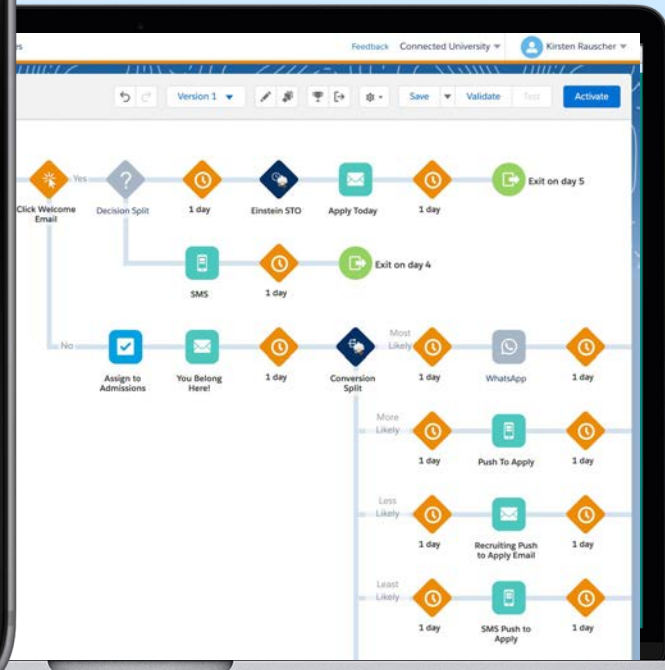 Feedback Connected University Kirsten Rauscher
Version 1 Save Validate Test Activate
Yes
Click Welcome
Email
Decision Split
1 day
Einstein STO
Apply Today
1 day
Exit on day 5
SMS
1 day
Exit on day 4
No
Assign to
Admissions
You Belong
Here!
1 day
Conversion
Split
Most
Likely
1 day
WhatsApp
1 day
More
Likely
1 day
Push To Apply
1 day
Less
Likely
1 day
Recruiting Push
to Apply Email
1 day
Least
Likely
1 day
SMS Push to
Apply
1 day